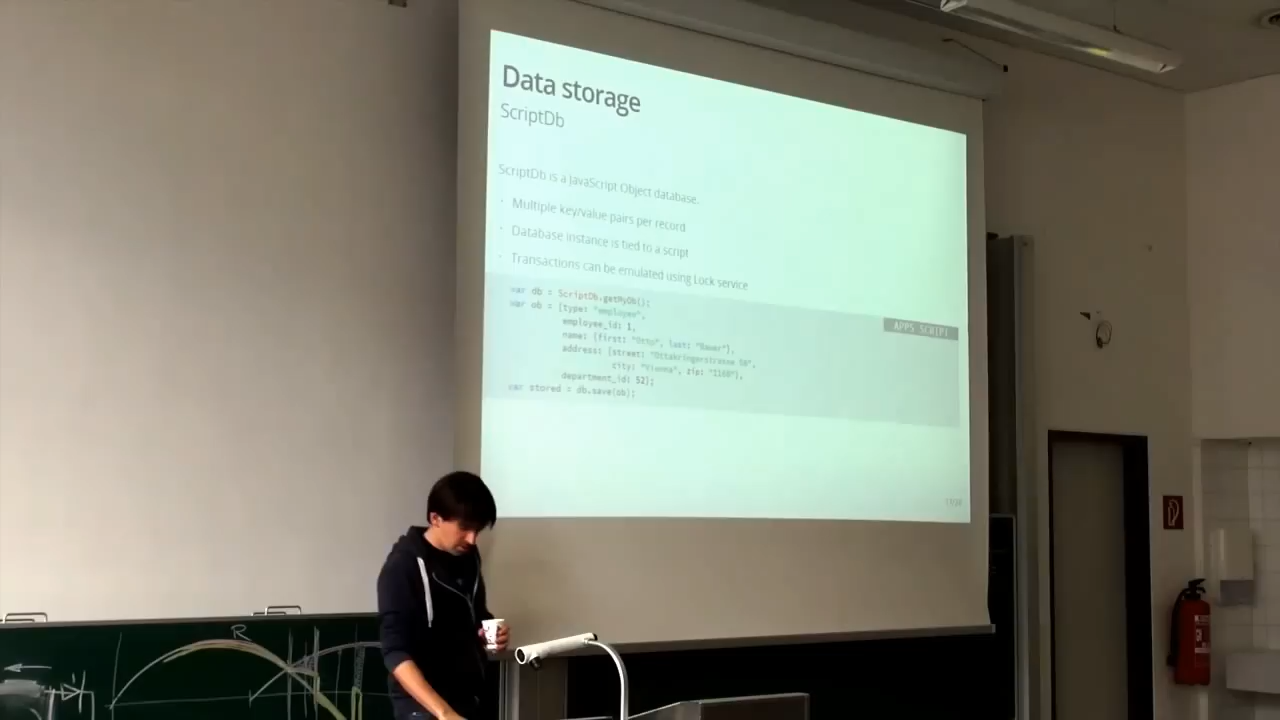 Data storage
ScriptDb
ScriptDb is a JavaScript Object database.
· Multiple key/value pairs per record
· Database instance is tied to a script
· Transactions can be emulated using Lock service
var db = ScriptDb.getMyDb();
APPS SCRIPT
var ob = {type: "employee",
employee_id: 1,
name: {first: "Otto", last: "Bauer"},
address: {street: "Ottakringerstrasse 50",
city: "Vienna", zip: "1160"},
department_id: 52};
var stored = db.save(ob);
R